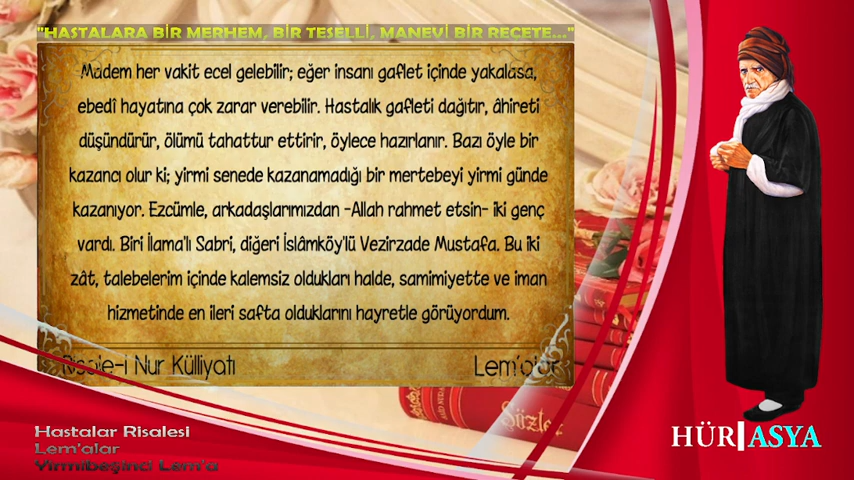 "HASTALARA BİR MERHEM, BİR TESELLİ, MANEVİ BİR REÇETE..."
Madem her vakit ecel gelebilir; eğer insanı gaflet içinde yakalasa,
ebedî hayatına çok zarar verebilir. Hastalık gafleti dağıtır, âhireti
düşündürür, ölümü tahattur ettirir, öylece hazırlanır. Bazı öyle bir
kazancı olur ki; yirmi senede kazanamadığı bir mertebeyi yirmi günde
kazanıyor. Ezcümle, arkadaşlarımızdan -Allah rahmet etsin- iki genç
vardı. Biri İlama'lı Sabri, diğeri İslâmköy'lü Vezirzade Mustafa. Bu iki
zât, talebelerim içinde kalemsiz oldukları halde, samimiyette ve iman
hizmetinde en ileri safta olduklarını hayretle görüyordum.
Risale-i Nur Külliyatı Lem'alar
Sözler
Hastalar Risalesi
Lem'alar
Yirmibeşinci Lem'a
HÜR ASYA